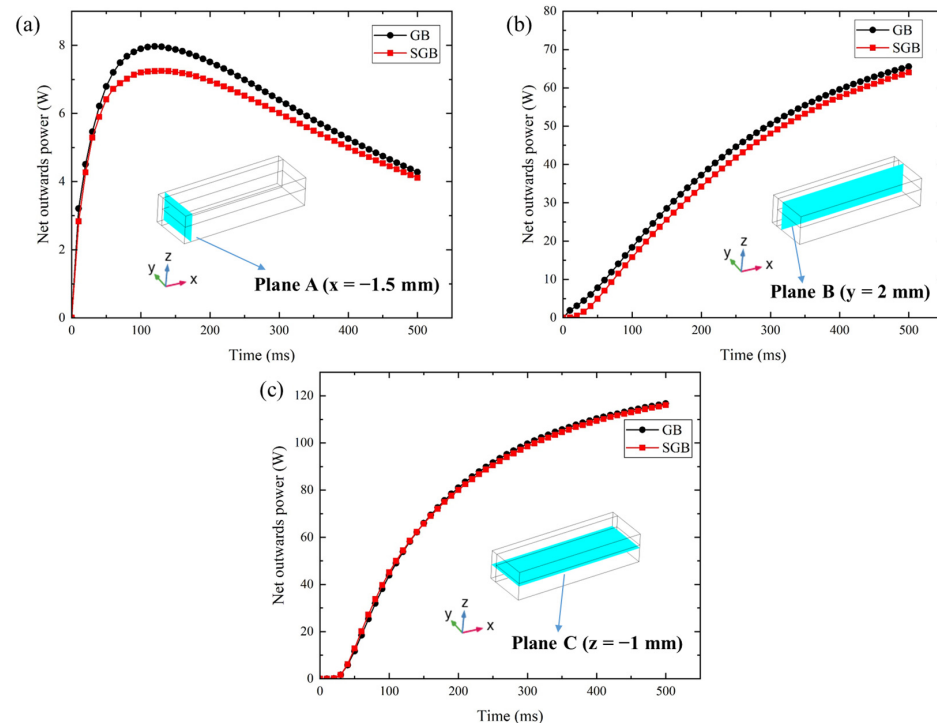 (a)
GB
SGB
Net outwards power (W)
8
6
4
2
0
y z x
Plane A (x = −1.5 mm)
0 100 200 300 400 500
Time (ms)
(b)
GB
SGB
Net outwards power (W)
80
70
60
50
40
30
20
10
0
y z x
Plane B (y = 2 mm)
0 100 200 300 400 500
Time (ms)
(c)
GB
SGB
Net outwards power (W)
120
100
80
60
40
20
0
y z x
Plane C (z = −1 mm)
0 100 200 300 400 500
Time (ms)